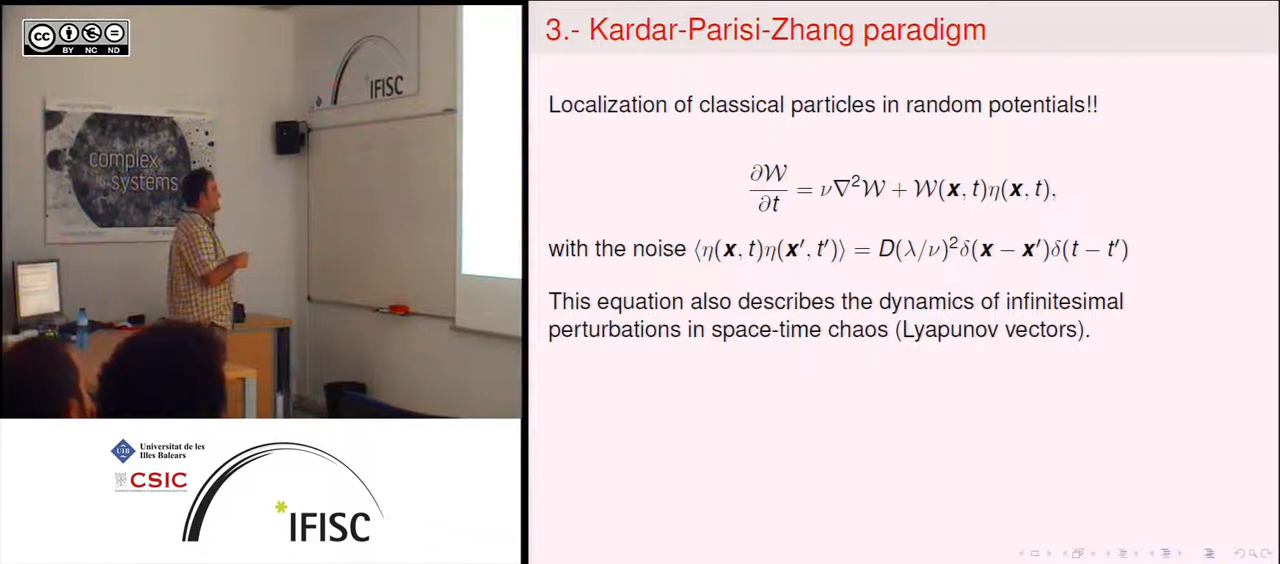 cc
BY NC ND
IFISC
complex
systems
Universitat de les
Illes Balears
UIB
CSIC
*IFISC
3.- Kardar-Parisi-Zhang paradigm
Localization of classical particles in random potentials!!
∂𝒲/∂t = ν∇²𝒲 + 𝒲(x, t)η(x, t),
with the noise ⟨η(x, t)η(x′, t′)⟩ = D(λ/ν)²δ(x − x′)δ(t − t′)
This equation also describes the dynamics of infinitesimal
perturbations in space-time chaos (Lyapunov vectors).